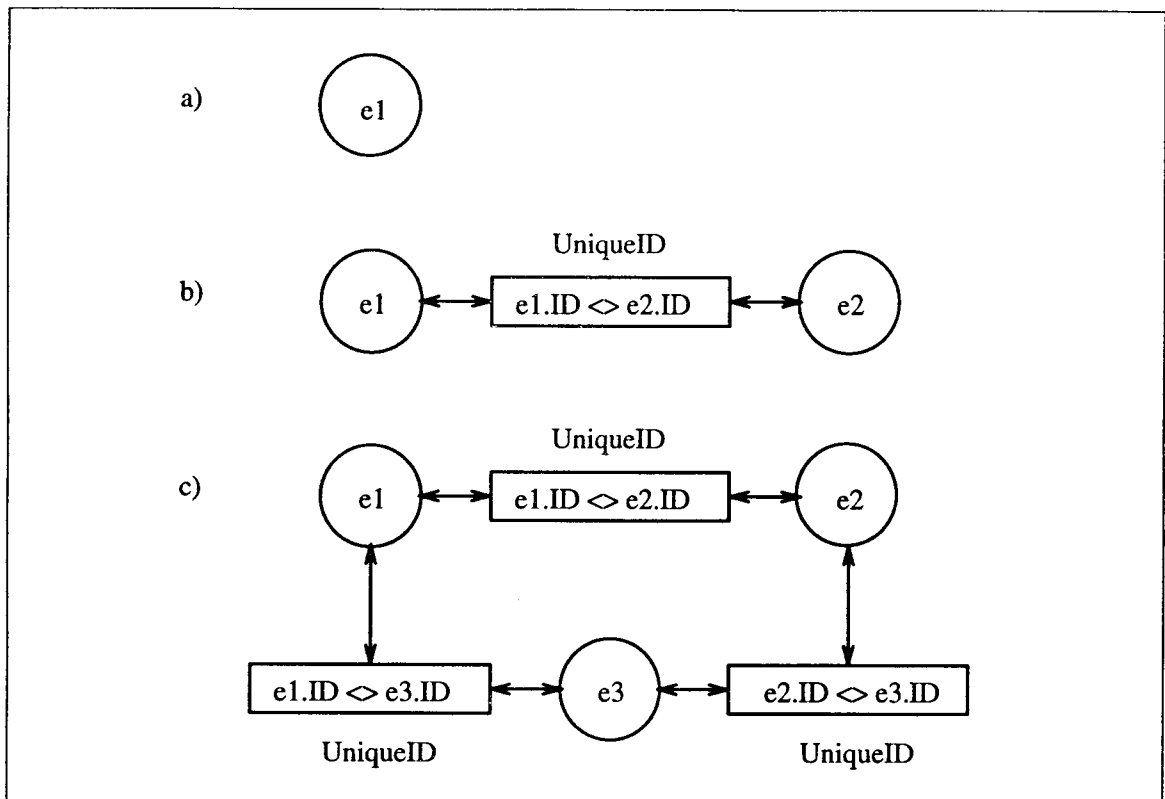 a)
e1
UniqueID
b)
e1
e1.ID <> e2.ID
e2
UniqueID
c)
e1
e1.ID <> e2.ID
e2
e1.ID <> e3.ID
e3
e2.ID <> e3.ID
UniqueID
UniqueID